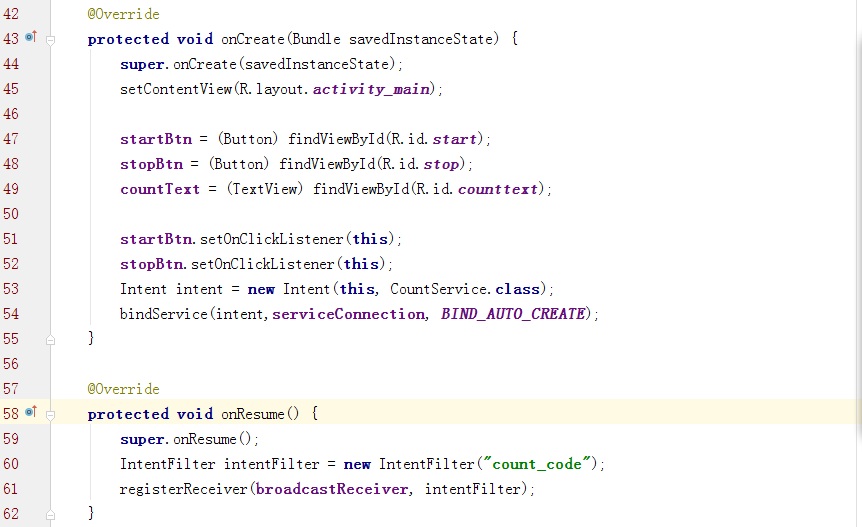 42 @Override
43 protected void onCreate(Bundle savedInstanceState) {
44 super.onCreate(savedInstanceState);
45 setContentView(R.layout.activity_main);
46
47 startBtn = (Button) findViewById(R.id.start);
48 stopBtn = (Button) findViewById(R.id.stop);
49 countText = (TextView) findViewById(R.id.counttext);
50
51 startBtn.setOnClickListener(this);
52 stopBtn.setOnClickListener(this);
53 Intent intent = new Intent(this, CountService.class);
54 bindService(intent,serviceConnection, BIND_AUTO_CREATE);
55 }
56
57 @Override
58 protected void onResume() {
59 super.onResume();
60 IntentFilter intentFilter = new IntentFilter("count_code");
61 registerReceiver(broadcastReceiver, intentFilter);
62 }